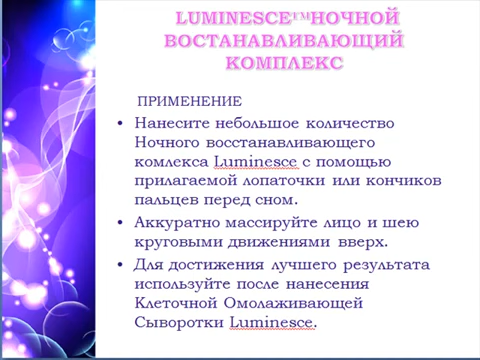 LUMINESCE™НОЧНОЙ
ВОСТАНАВЛИВАЮЩИЙ
КОМПЛЕКС
ПРИМЕНЕНИЕ
• Нанесите небольшое количество
Ночного восстанавливающего
комлекса Luminesce с помощью
прилагаемой лопаточки или кончиков
пальцев перед сном.
• Аккуратно массируйте лицо и шею
круговыми движениями вверх.
• Для достижения лучшего результата
используйте после нанесения
Клеточной Омолаживающей
Сыворотки Luminesce.